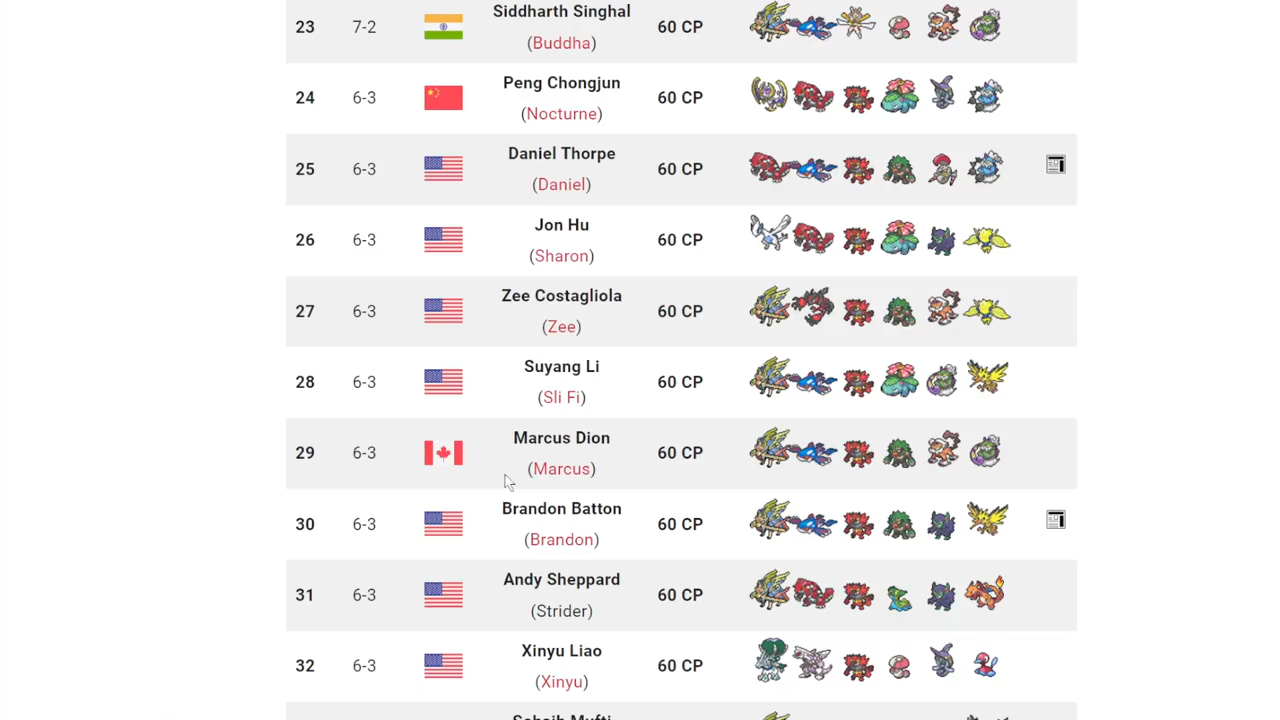 Siddharth Singhal
23 7-2 60 CP
(Buddha)
Peng Chongjun
24 6-3 60 CP
(Nocturne)
Daniel Thorpe
25 6-3 60 CP
(Daniel)
Jon Hu
26 6-3 60 CP
(Sharon)
Zee Costagliola
27 6-3 60 CP
(Zee)
Suyang Li
28 6-3 60 CP
(Sli Fi)
Marcus Dion
29 6-3 60 CP
(Marcus)
Brandon Batton
30 6-3 60 CP
(Brandon)
Andy Sheppard
31 6-3 60 CP
(Strider)
Xinyu Liao
32 6-3 60 CP
(Xinyu)